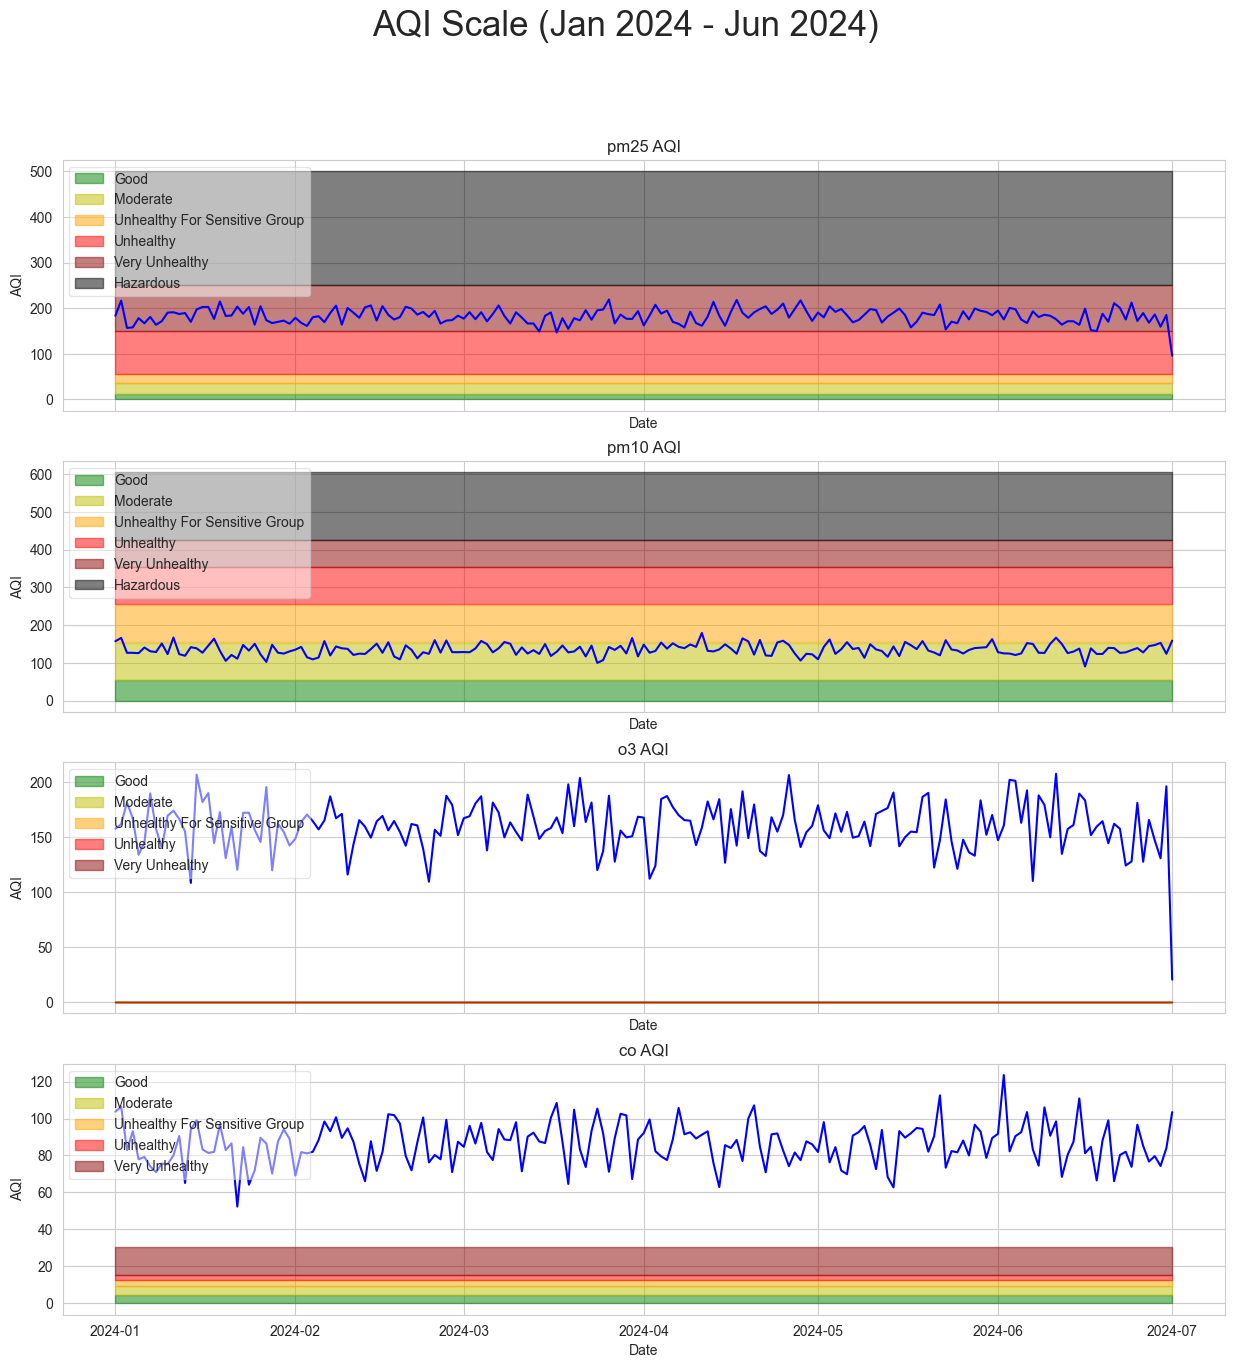 AQI Scale (Jan 2024 - Jun 2024)
pm25 AQI
500
400
300
200
100
0
AQI
Good
Moderate
Unhealthy For Sensitive Group
Unhealthy
Very Unhealthy
Hazardous
Date
pm10 AQI
600
500
400
300
200
100
0
AQI
Good
Moderate
Unhealthy For Sensitive Group
Unhealthy
Very Unhealthy
Hazardous
Date
o3 AQI
200
150
100
50
0
AQI
Good
Moderate
Unhealthy For Sensitive Group
Unhealthy
Very Unhealthy
Date
co AQI
120
100
80
60
40
20
0
AQI
Good
Moderate
Unhealthy For Sensitive Group
Unhealthy
Very Unhealthy
2024-01 2024-02 2024-03 2024-04 2024-05 2024-06 2024-07
Date